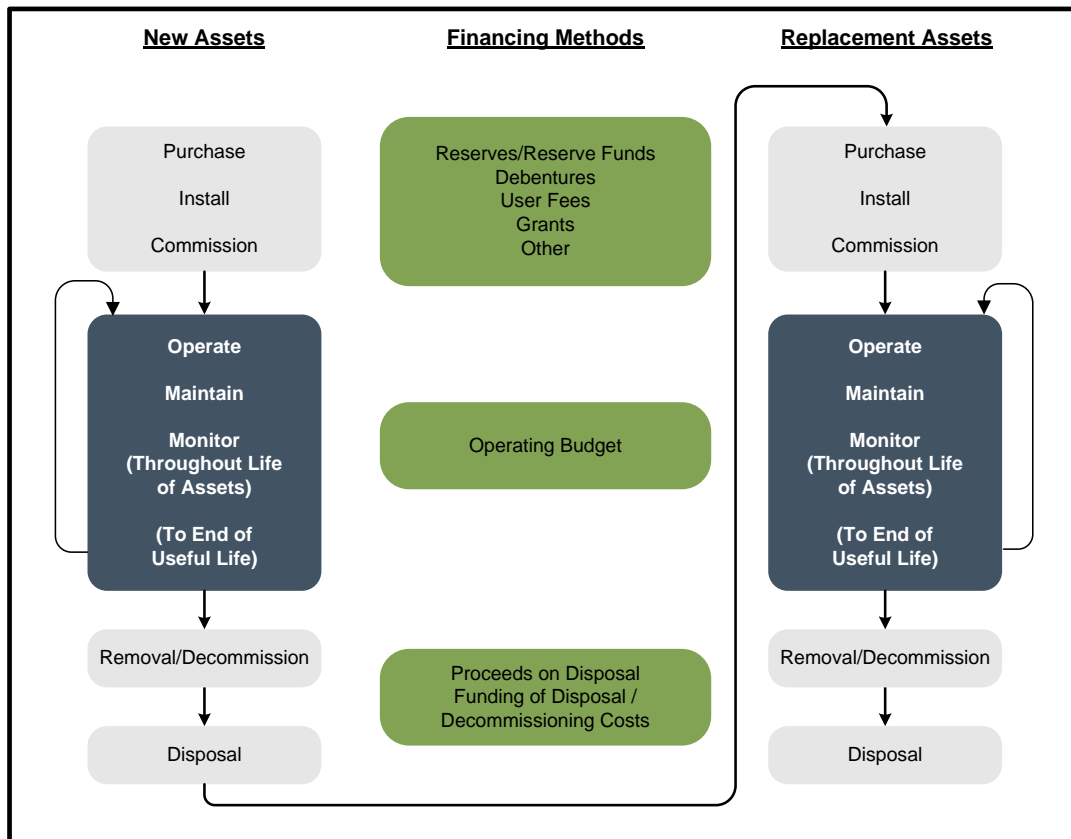 New Assets
Financing Methods
Replacement Assets
Purchase
Install
Commission
Operate
Maintain
Monitor
(Throughout Life
of Assets)
(To End of
Useful Life)
Removal/Decommission
Disposal
Reserves/Reserve Funds
Debentures
User Fees
Grants
Other
Operating Budget
Proceeds on Disposal
Funding of Disposal /
Decommissioning Costs
Purchase
Install
Commission
Operate
Maintain
Monitor
(Throughout Life
of Assets)
(To End of
Useful Life)
Removal/Decommission
Disposal